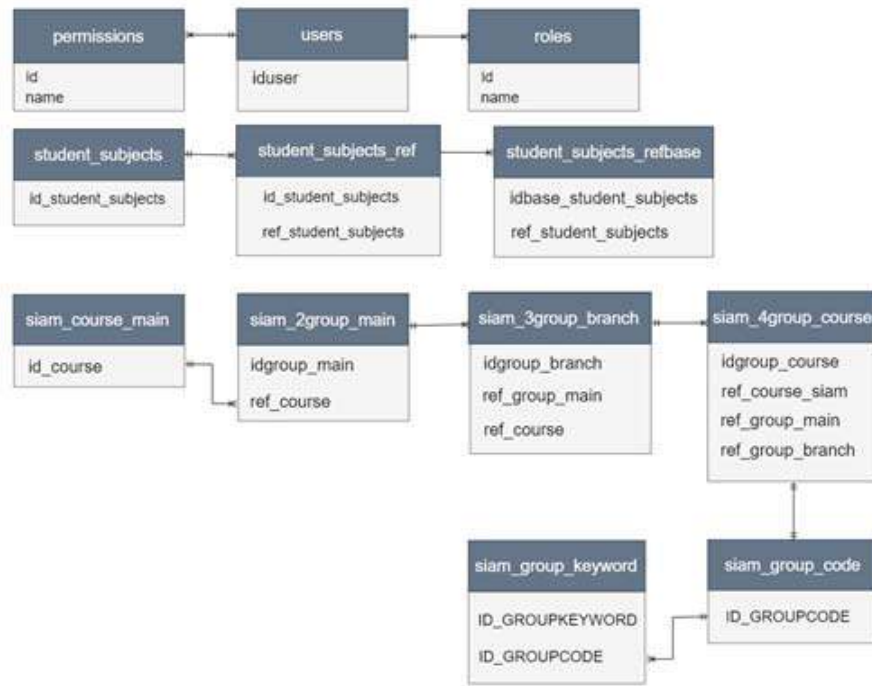 permissions
id
name
users
iduser
roles
id
name
student_subjects
id_student_subjects
student_subjects_ref
id_student_subjects
ref_student_subjects
student_subjects_refbase
idbase_student_subjects
ref_student_subjects
siam_course_main
id_course
siam_2group_main
idgroup_main
ref_course
siam_3group_branch
idgroup_branch
ref_group_main
ref_course
siam_4group_course
idgroup_course
ref_course_siam
ref_group_main
ref_group_branch
siam_group_keyword
ID_GROUPKEYWORD
ID_GROUPCODE
siam_group_code
ID_GROUPCODE